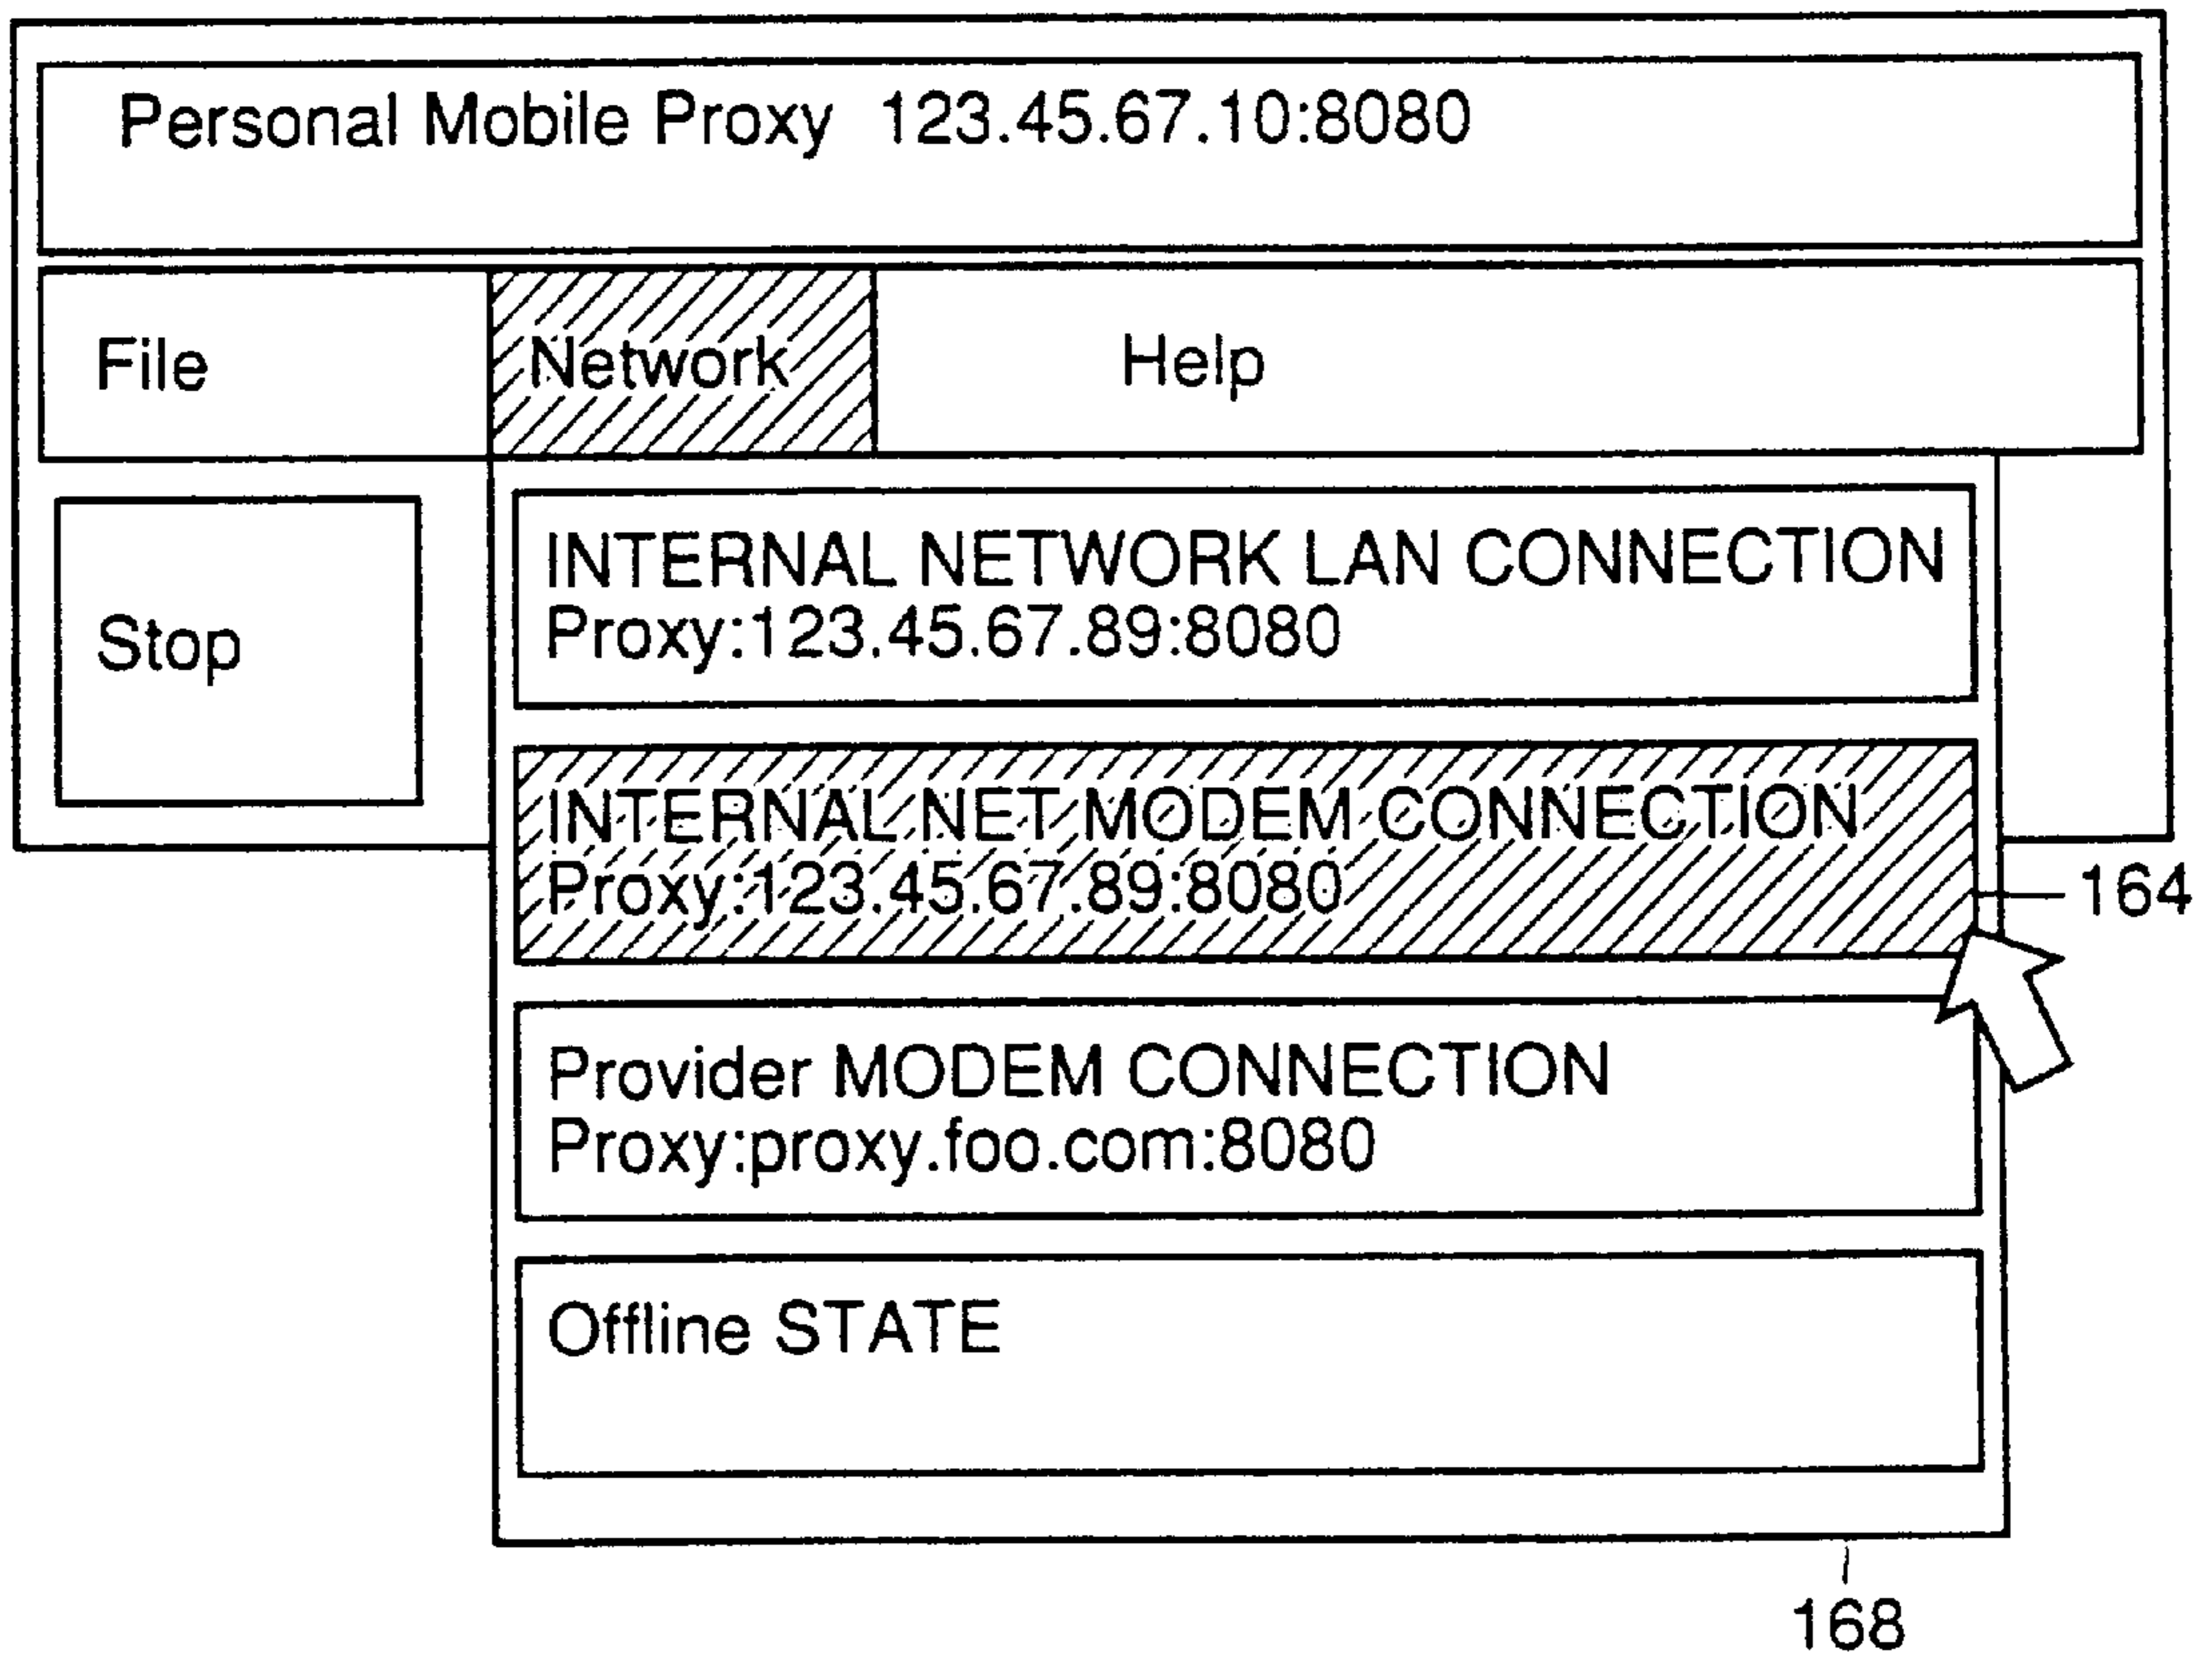 Personal Mobile Proxy 123.45.67.10:8080
File Network Help
Stop
INTERNAL NETWORK LAN CONNECTION
Proxy:123.45.67.89:8080
INTERNAL NET MODEM CONNECTION
Proxy:123.45.67.89:8080
164
Provider MODEM CONNECTION
Proxy:proxy.foo.com:8080
Offline STATE
168